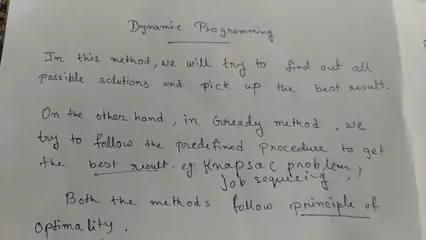 Dynamic Programming
In this method, we will try to find out all
possible solutions and pick up the best result.
On the other hand, in Gready method, we
try to follow the predefined procedure to get
the best result. eg. Knapsac problem,
job sequecing.
Both the methods follow principle of
optimality.